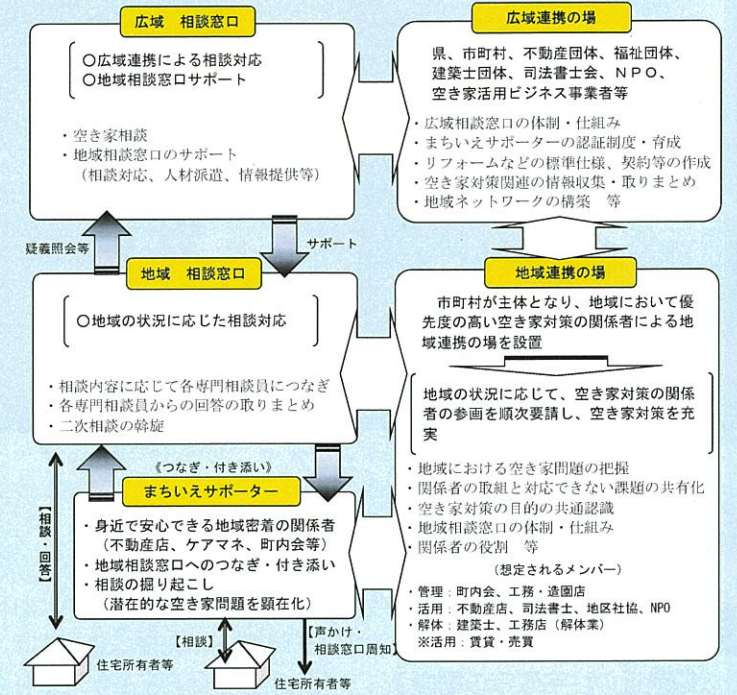 広域　相談窓口
〇広域連携による相談対応
〇地域相談窓口サポート
・空き家相談
・地域相談窓口のサポート
（相談対応、人材派遣、情報提供等）
広域連携の場
県、市町村、不動産団体、福祉団体、
建築士団体、司法書士会、ＮＰＯ、
空き家活用ビジネス事業者等
・広域相談窓口の体制・仕組み
・まちいえサポーターの認証制度・育成
・リフォームなどの標準仕様、契約等の作成
・空き家対策関連の情報収集・取りまとめ
・地域ネットワークの構築　等
疑義照会等
サポート
地域　相談窓口
〇地域の状況に応じた相談対応
・相談内容に応じて各専門相談員につなぎ
・各専門相談員からの回答の取りまとめ
・二次相談の斡旋
地域連携の場
市町村が主体となり、地域において優
先度の高い空き家対策の関係者による地
域連携の場を設置
地域の状況に応じて、空き家対策の関係
者の参画を順次要請し、空き家対策を充
実
・地域における空き家問題の把握
・関係者の取組と対応できない課題の共有化
・空き家対策の目的の共通認識
・地域相談窓口の体制・仕組み
・関係者の役割　等
（想定されるメンバー）
・管理：町内会、工務・造園店
・活用：不動産店、司法書士、地区社協、NPO
・解体：建築士、工務店（解体業）
※活用：賃貸・売買
《つなぎ・付き添い》
まちいえサポーター
・身近で安心できる地域密着の関係者
（不動産店、ケアマネ、町内会等）
・地域相談窓口へのつなぎ・付き添い
・相談の掘り起こし
（潜在的な空き家問題を顕在化）
【相談・回答】
【相談】
【声かけ・
相談窓口周知】
住宅所有者等
住宅所有者等